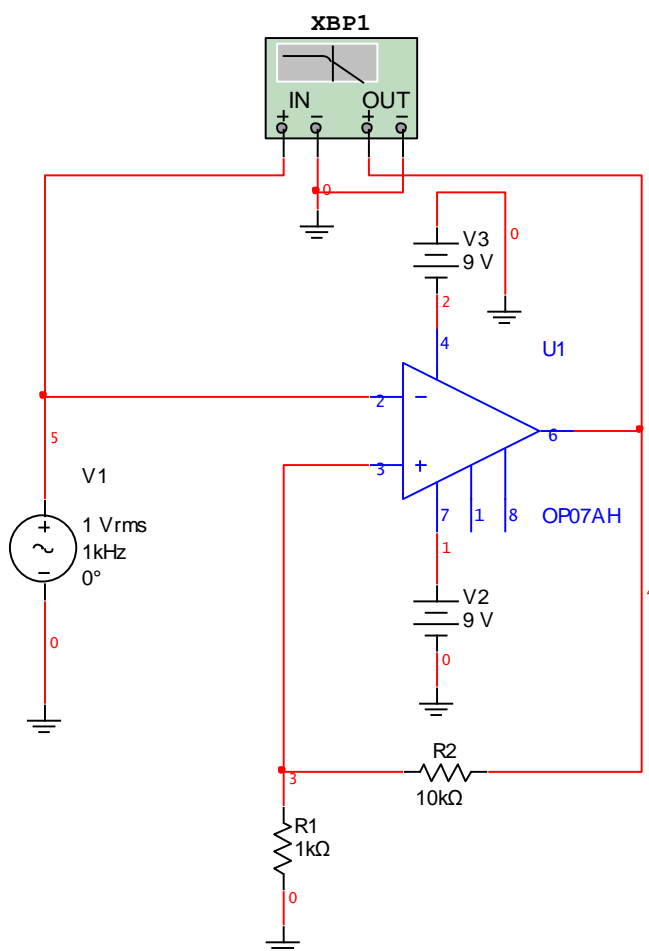 XBP1
IN OUT
+ − + −
0
V3
9 V
0
2
4
U1
2 −
6
5
3 +
V1
7 1 8
OP07AH
+
1 Vrms
1kHz
0°
−
1
V2
9 V
4
0
0
R2
3
10kΩ
R1
1kΩ
0